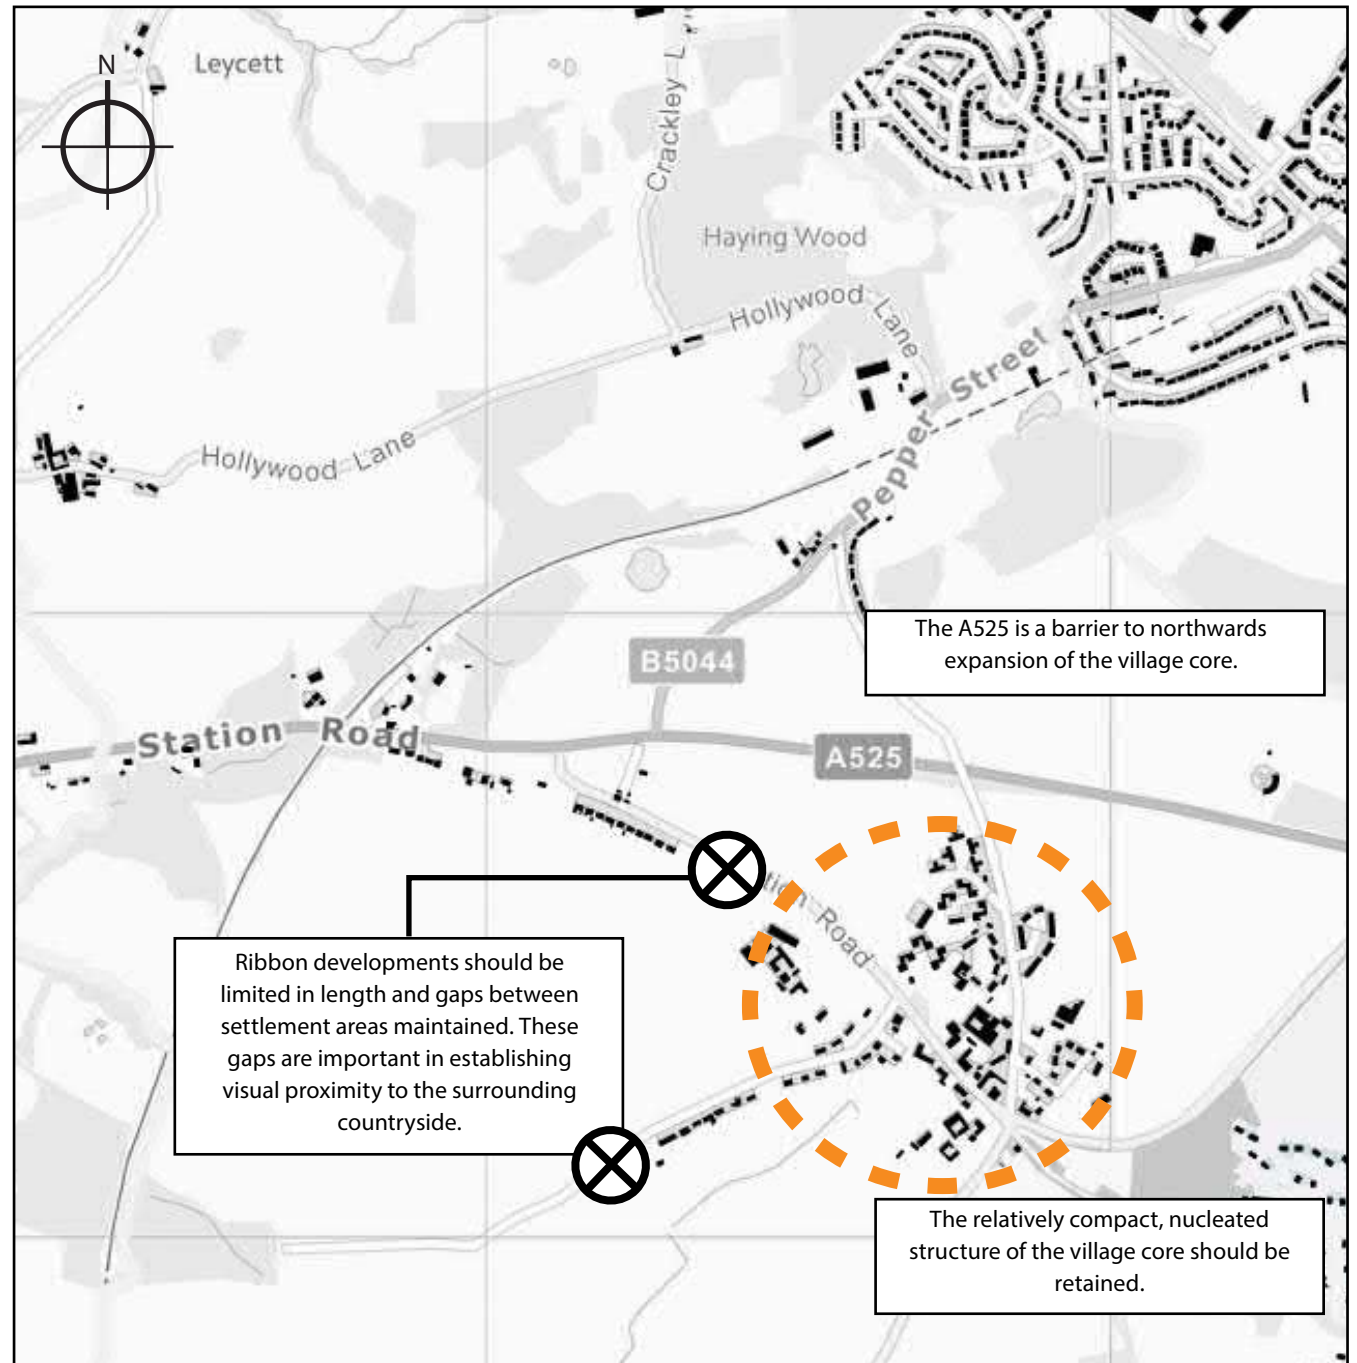 N
Leycett
Crackley L
Haying Wood
Hollywood Lane
Pepper Street
Hollywood Lane
The A525 is a barrier to northwards
expansion of the village core.
B5044
Station Road
A525
tion Road
Ribbon developments should be
limited in length and gaps between
settlement areas maintained. These
gaps are important in establishing
visual proximity to the surrounding
countryside.
The relatively compact, nucleated
structure of the village core should be
retained.